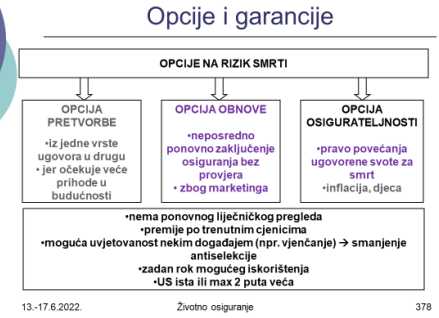 Opcije i garancije
OPCIJE NA RIZIK SMRTI
OPCIJA
PRETVORBE
•iz jedne vrste
ugovora u drugu
• jer očekuje veće
prihode u
budućnosti
OPCIJA OBNOVE
•neposredno
ponovno zaključenje
osiguranja bez
provjera
• zbog marketinga
OPCIJA
OSIGURATELJNOSTI
•pravo povećanja
ugovorene svote za
smrt
•inflacija, djeca
•nema ponovnog liječničkog pregleda
•premije po trenutnim cjenicima
•moguća uvjetovanost nekim događajem (npr. vjenčanje) → smanjenje
antiselekcije
•zadan rok mogućeg iskorištenja
•US ista ili max 2 puta veća
13.-17.6.2022.
Životno osiguranje
378